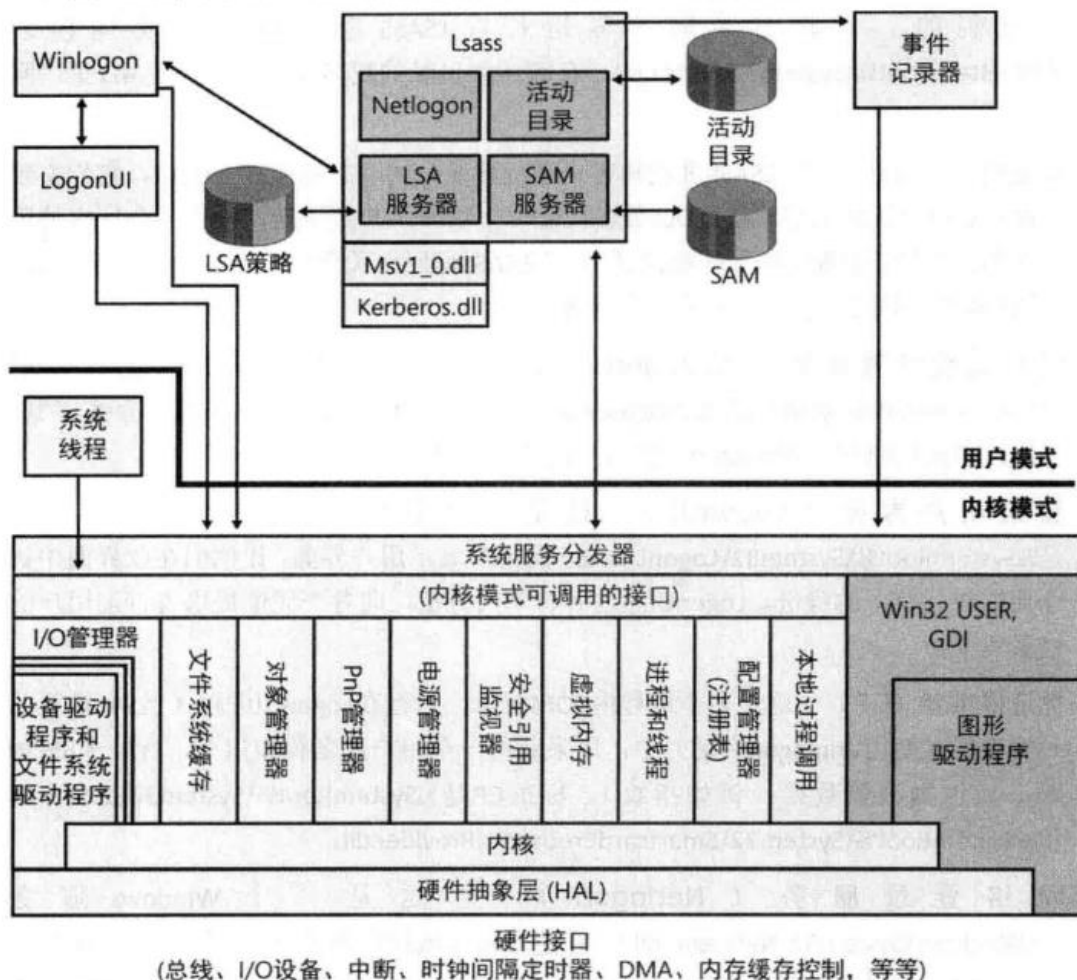 Winlogon
LogonUI
Lsass
Netlogon
活动
目录
LSA
服务器
SAM
服务器
Msv1_0.dll
Kerberos.dll
LSA策略
活动
目录
SAM
事件
记录器
系统
线程
用户模式
内核模式
系统服务分发器
(内核模式可调用的接口)
I/O管理器
设备驱动
程序和
文件系统
驱动程序
文件系统缓存
对象管理器
PnP管理器
电源管理器
安全引用
监视器
虚拟内存
进程和线程
配置管理器
(注册表)
本地过程调用
Win32 USER,
GDI
图形
驱动程序
内核
硬件抽象层 (HAL)
硬件接口
(总线、I/O设备、中断、时钟间隔定时器、DMA、内存缓存控制，等等)